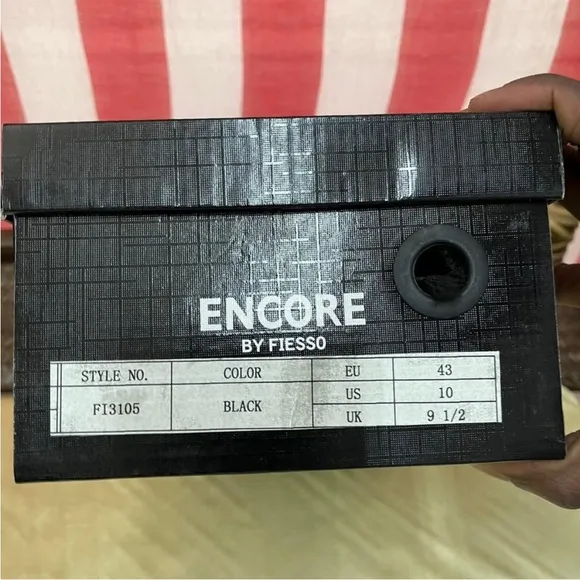 ENCORE
BY FIESSO
STYLE NO. COLOR EU 43
FI3105 BLACK US 10
UK 9 1/2